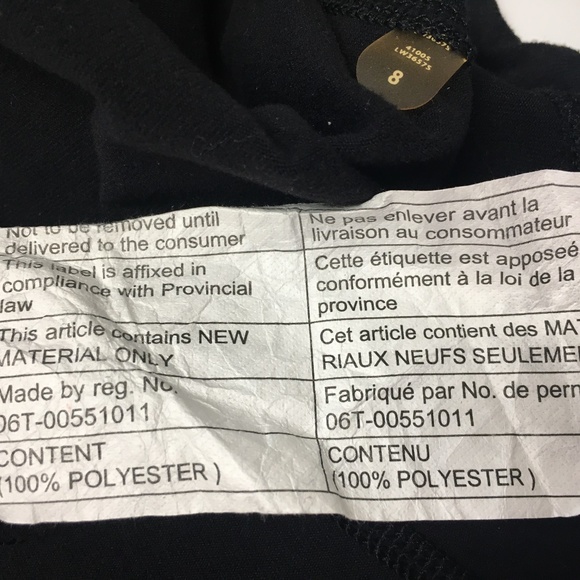 41005
LW3657S
8
Not to be removed until
delivered to the consumer
This label is affixed in
compliance with Provincial
law
This article contains NEW
MATERIAL ONLY
Made by reg. No.
06T-00551011
CONTENT
(100% POLYESTER )
Ne pas enlever avant la
livraison au consommateur
Cette étiquette est apposée
conformément à la loi de la
province
Cet article contient des MA
RIAUX NEUFS SEULEME
Fabriqué par No. de perm
06T-00551011
CONTENU
(100% POLYESTER )